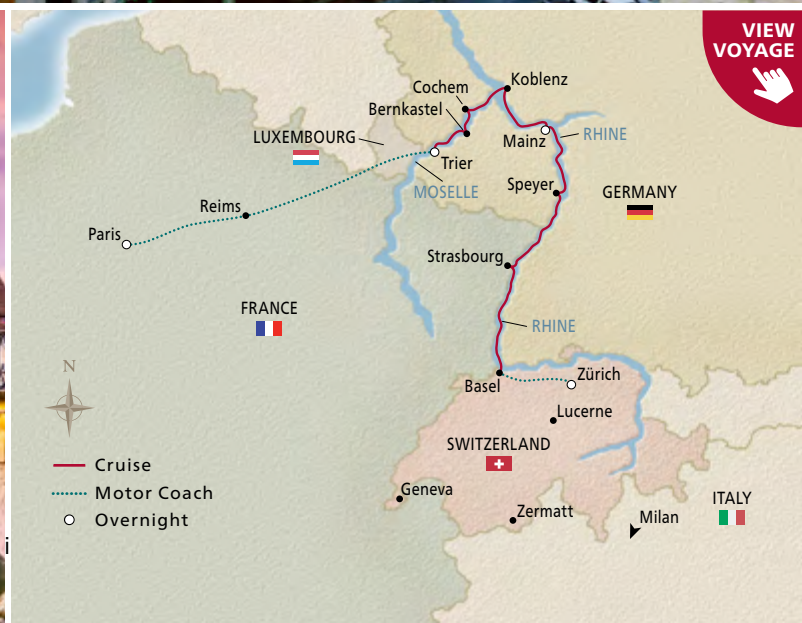 VIEW
VOYAGE
Koblenz
Cochem
Bernkastel
LUXEMBOURG
Mainz
RHINE
Trier
MOSELLE
Speyer
GERMANY
Reims
Paris
Strasbourg
FRANCE
RHINE
N
Basel
Zürich
Lucerne
SWITZERLAND
Cruise
Motor Coach
Overnight
Geneva
Zermatt
Milan
ITALY
i